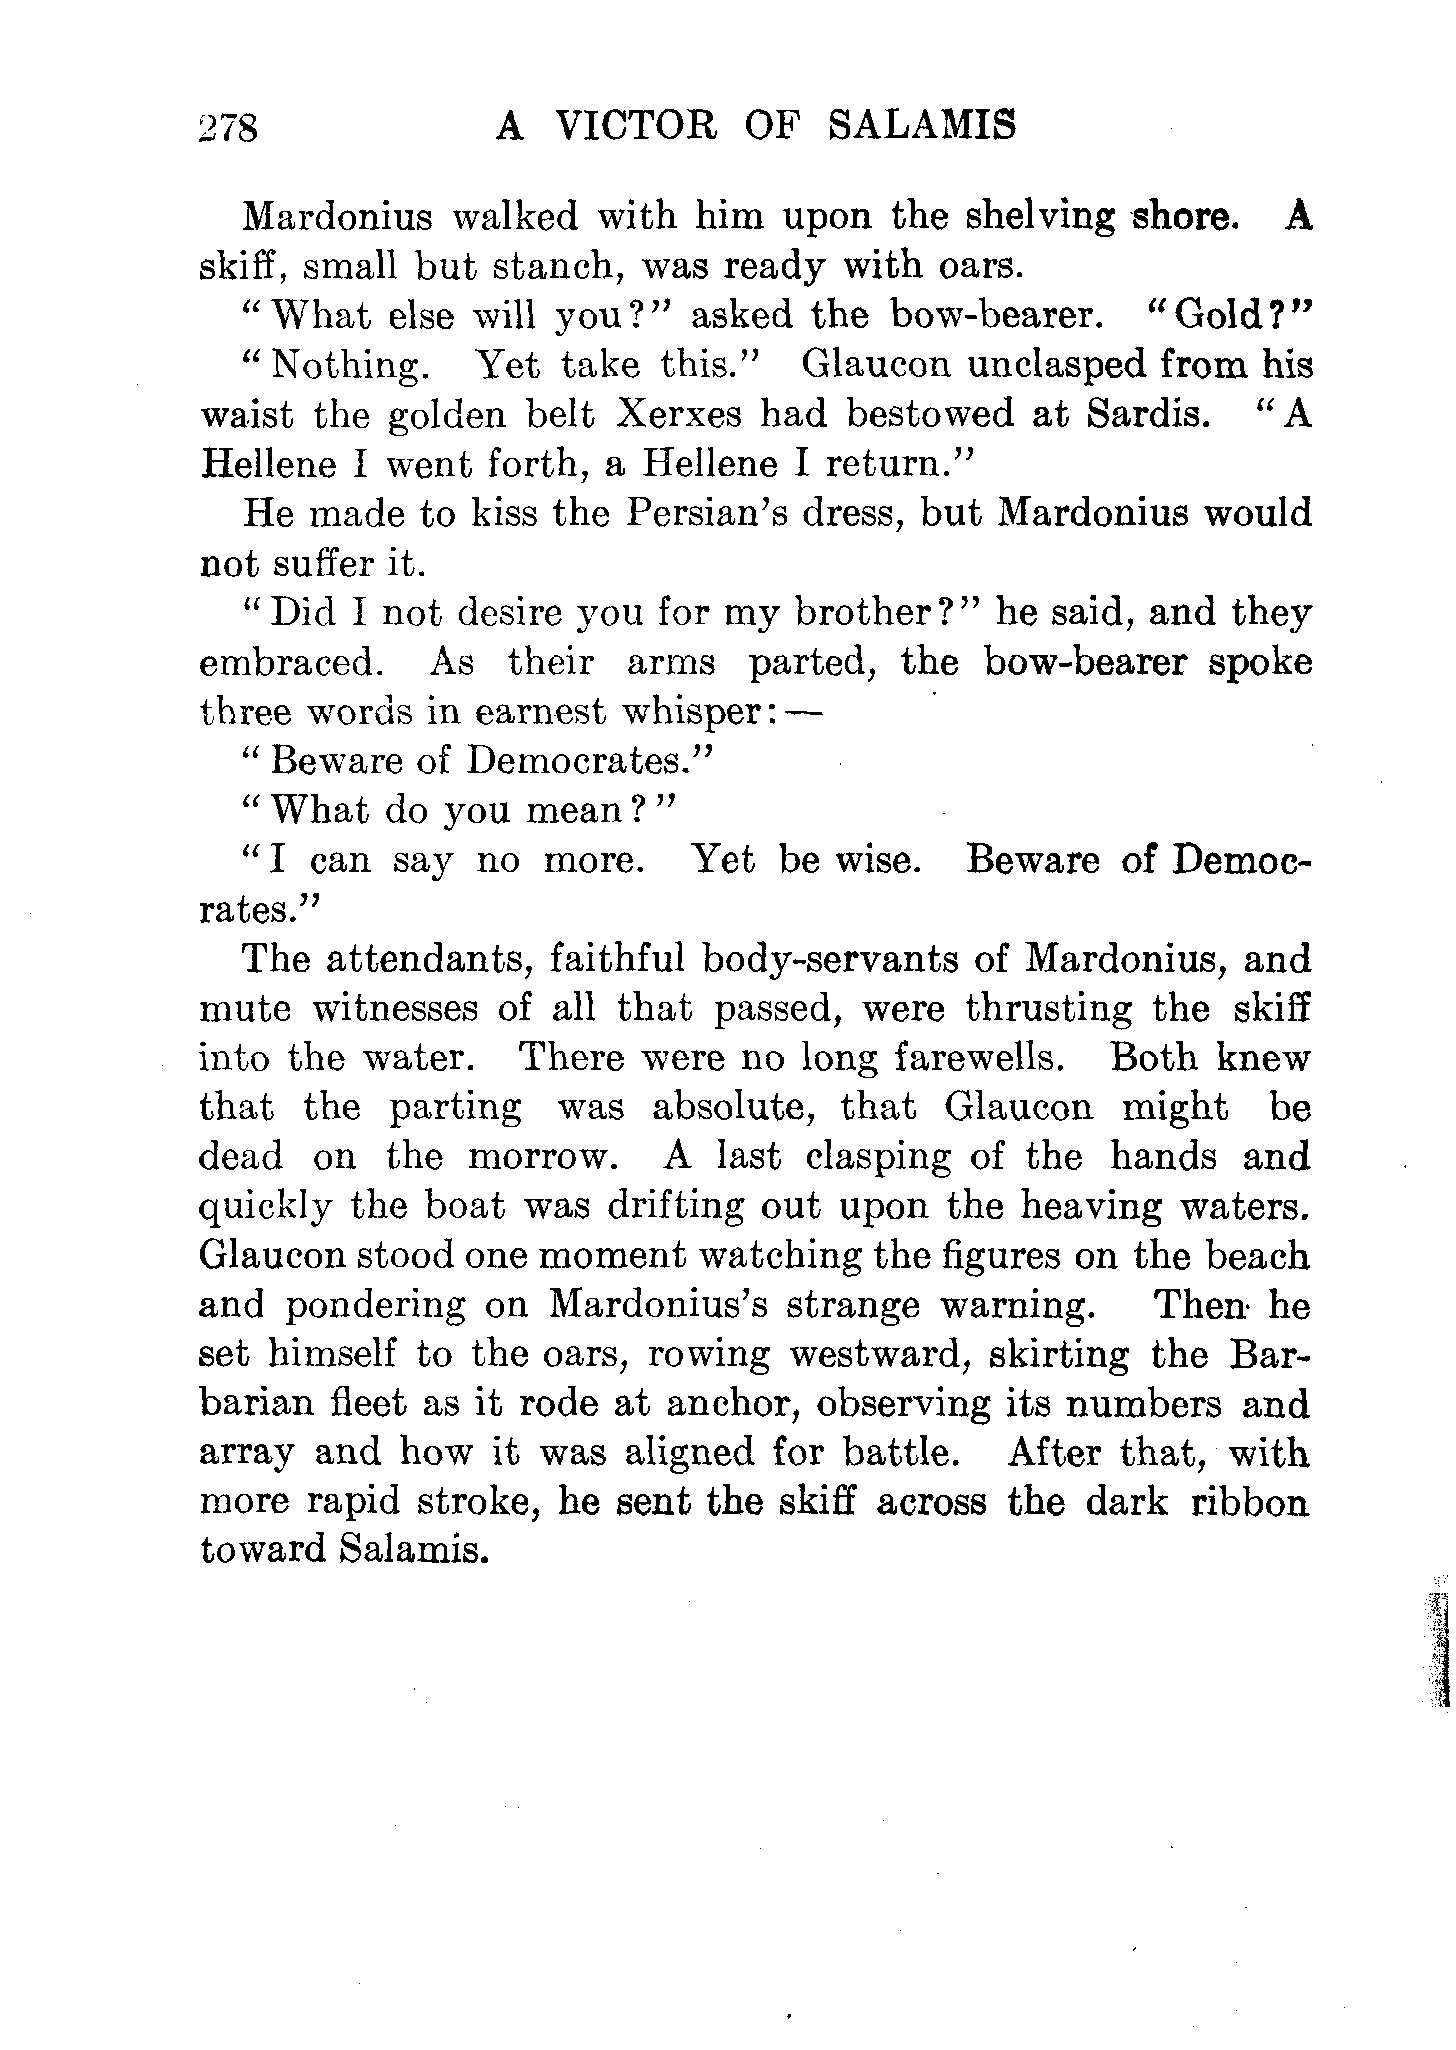 278 A VICTOR OF SALAMIS
Mardonius walked with him upon the shelving shore. A
skiff, small but stanch, was ready with oars.
“What else will you?” asked the bow-bearer. “Gold?”
“Nothing. Yet take this.” Glaucon unclasped from his
waist the golden belt Xerxes had bestowed at Sardis. “A
Hellene I went forth, a Hellene I return.”
He made to kiss the Persian’s dress, but Mardonius would
not suffer it.
“Did I not desire you for my brother?” he said, and they
embraced. As their arms parted, the bow-bearer spoke
three words in earnest whisper:—
“Beware of Democrates.”
“What do you mean?”
“I can say no more. Yet be wise. Beware of Democ-
rates.”
The attendants, faithful body-servants of Mardonius, and
mute witnesses of all that passed, were thrusting the skiff
into the water. There were no long farewells. Both knew
that the parting was absolute, that Glaucon might be
dead on the morrow. A last clasping of the hands and
quickly the boat was drifting out upon the heaving waters.
Glaucon stood one moment watching the figures on the beach
and pondering on Mardonius’s strange warning. Then he
set himself to the oars, rowing westward, skirting the Bar-
barian fleet as it rode at anchor, observing its numbers and
array and how it was aligned for battle. After that, with
more rapid stroke, he sent the skiff across the dark ribbon
toward Salamis.